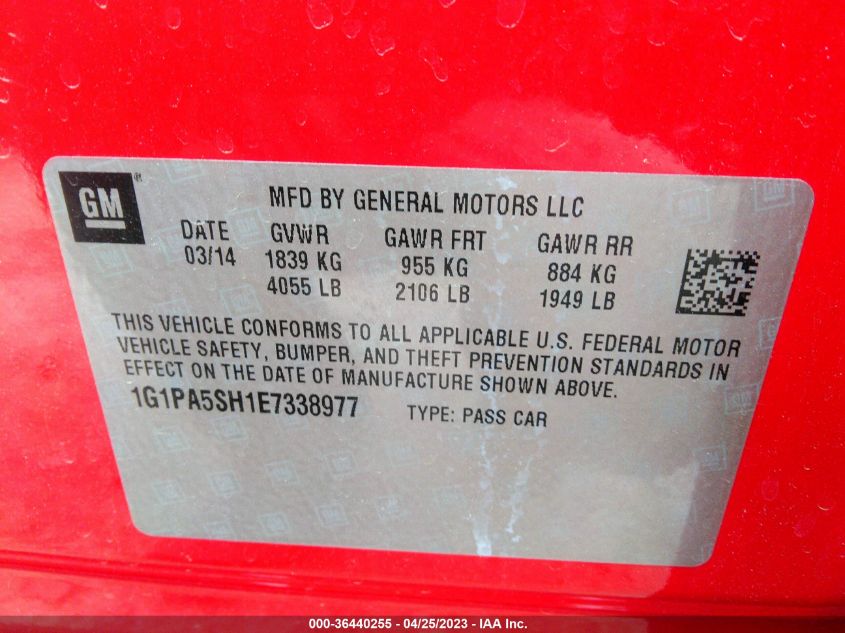 GM
MFD BY GENERAL MOTORS LLC
DATE GVWR GAWR FRT GAWR RR
03/14 1839 KG 955 KG 884 KG
4055 LB 2106 LB 1949 LB
THIS VEHICLE CONFORMS TO ALL APPLICABLE U.S. FEDERAL MOTOR
VEHICLE SAFETY, BUMPER, AND THEFT PREVENTION STANDARDS IN
EFFECT ON THE DATE OF MANUFACTURE SHOWN ABOVE.
1G1PA5SH1E7338977 TYPE: PASS CAR
000-36440255 - 04/25/2023 - IAA Inc.